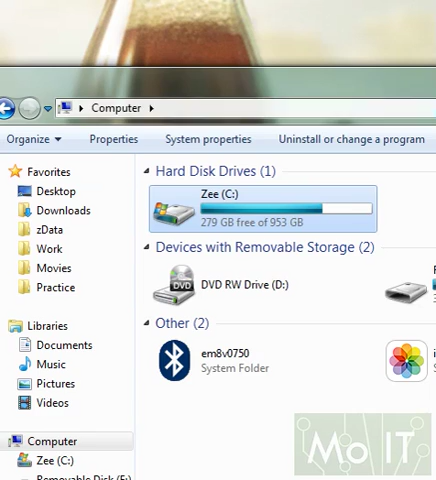 Computer
Organize
Properties
System properties
Uninstall or change a program
Favorites
Desktop
Downloads
zData
Work
Movies
Practice
Libraries
Documents
Music
Pictures
Videos
Computer
Zee (C:)
Removable Disk (F:)
Hard Disk Drives (1)
Zee (C:)
279 GB free of 953 GB
Devices with Removable Storage (2)
DVD
DVD RW Drive (D:)
Other (2)
em8v0750
System Folder
Mo IT